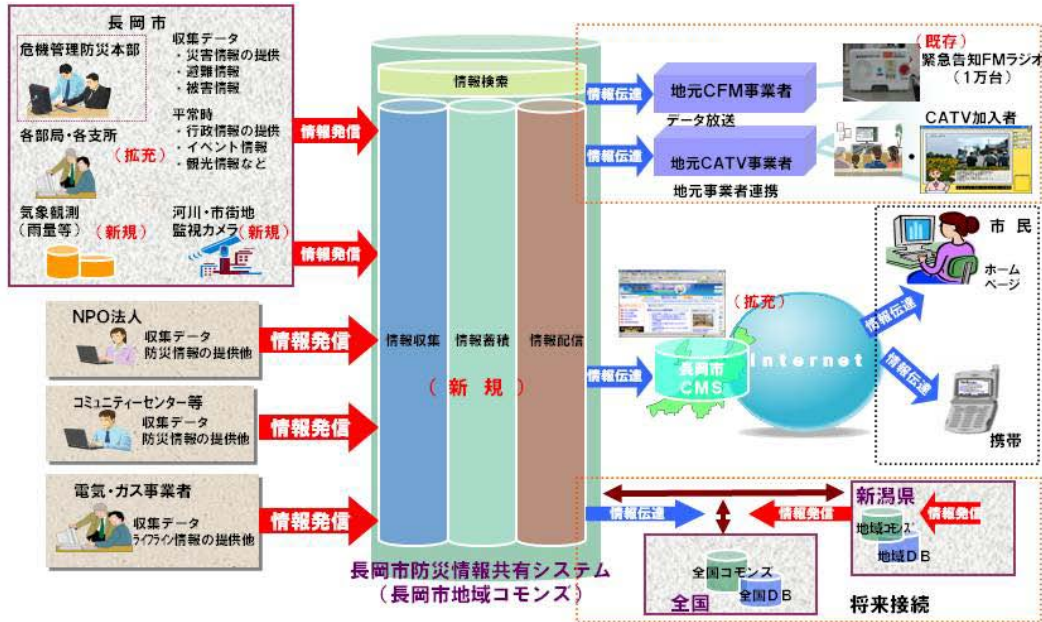 長岡市
危機管理防災本部
収集データ
・災害情報の提供
・避難情報
・被害情報
平常時
・行政情報の提供
・イベント情報
・観光情報など
各部局・各支所
（拡充）
気象観測
（雨量等）
（新規）
河川・市街地
監視カメラ
（新規）
情報発信
情報発信
NPO法人
収集データ
防災情報の提供他
情報発信
コミュニティーセンター等
収集データ
防災情報の提供他
情報発信
電気・ガス事業者
収集データ
ライフライン情報の提供他
情報発信
情報検索
情報収集
情報蓄積
情報配信
（新規）
長岡市防災情報共有システム
（長岡市地域コモンズ）
情報伝達
地元CFM事業者
データ放送
（既存）
緊急告知FMラジオ
（1万台）
情報伝達
地元CATV事業者
地元事業者連携
CATV加入者
情報伝達
（拡充）
長岡市
CMS
Internet
情報伝達
情報伝達
市民
ホーム
ページ
携帯
情報伝達
情報発信
新潟県
地域コモンズ
地域DB
情報発信
全国コモンズ
全国DB
全国
将来接続